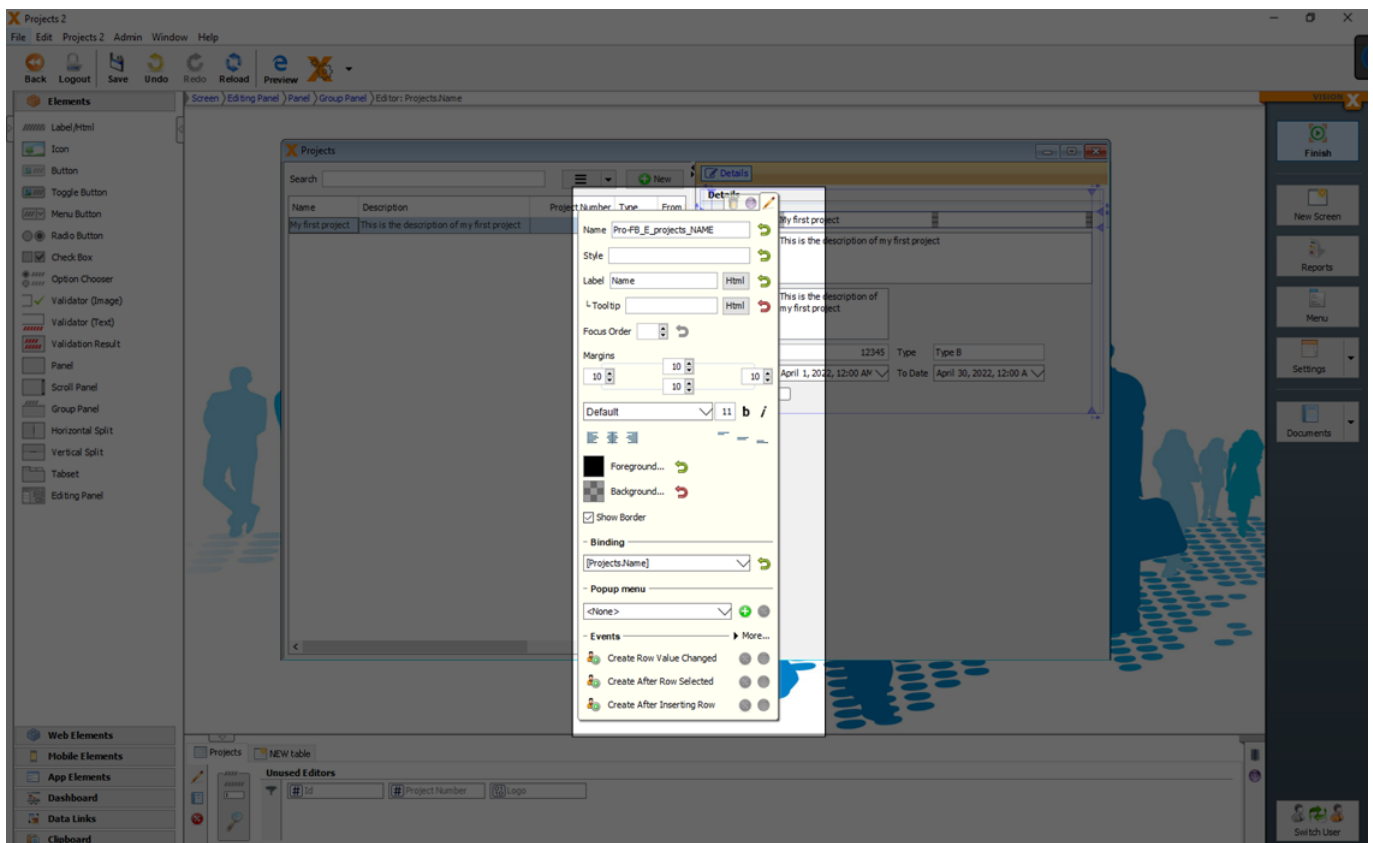 Projects 2
File Edit Projects 2 Admin Window Help
Back Logout Save Undo Redo Reload Preview
Elements
Screen Editing Panel Panel Group Panel Editor: Projects.Name
VISION X
Label/Html
Icon
Button
Toggle Button
Menu Button
Radio Button
Check Box
Option Chooser
Validator (Image)
Validator (Text)
Validation Result
Panel
Scroll Panel
Group Panel
Horizontal Split
Vertical Split
Tabset
Editing Panel
Web Elements
Mobile Elements
App Elements
Dashboard
Data Links
Clipboard
Projects
Search
New
Name Description Project Number Type From
My first project This is the description of my first project
Details
Details
My first project
This is the description of my first project
This is the description of
my first project
12345 Type Type B
April 1, 2022, 12:00 AM To Date April 30, 2022, 12:00 A
Name Pro-FB_E_projects_NAME
Style
Label Name Html
Tooltip Html
Focus Order
Margins
10
10 10
10
Default 11 b i
Foreground...
Background...
Show Border
Binding
[Projects.Name]
Popup menu
<None>
Events More...
Create Row Value Changed
Create After Row Selected
Create After Inserting Row
Projects NEW table
Unused Editors
# Id # Project Number Logo
Finish
New Screen
Reports
Menu
Settings
Documents
Switch User